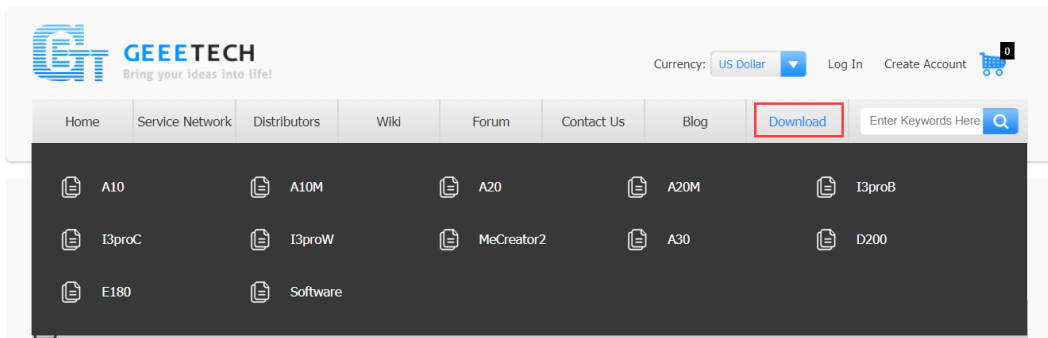 GEEETECH
Bring your ideas into life!
Currency: US Dollar Log In Create Account 0
Home Service Network Distributors Wiki Forum Contact Us Blog Download Enter Keywords Here
A10 A10M A20 A20M I3proB
I3proC I3proW MeCreator2 A30 D200
E180 Software